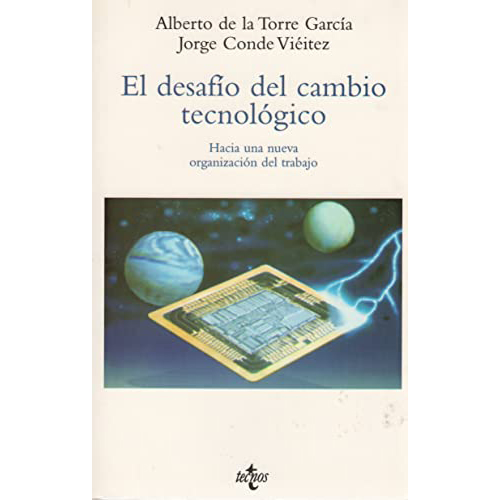 Alberto de la Torre García
Jorge Conde Viéitez
El desafío del cambio
tecnológico
Hacia una nueva
organización del trabajo
tecnos